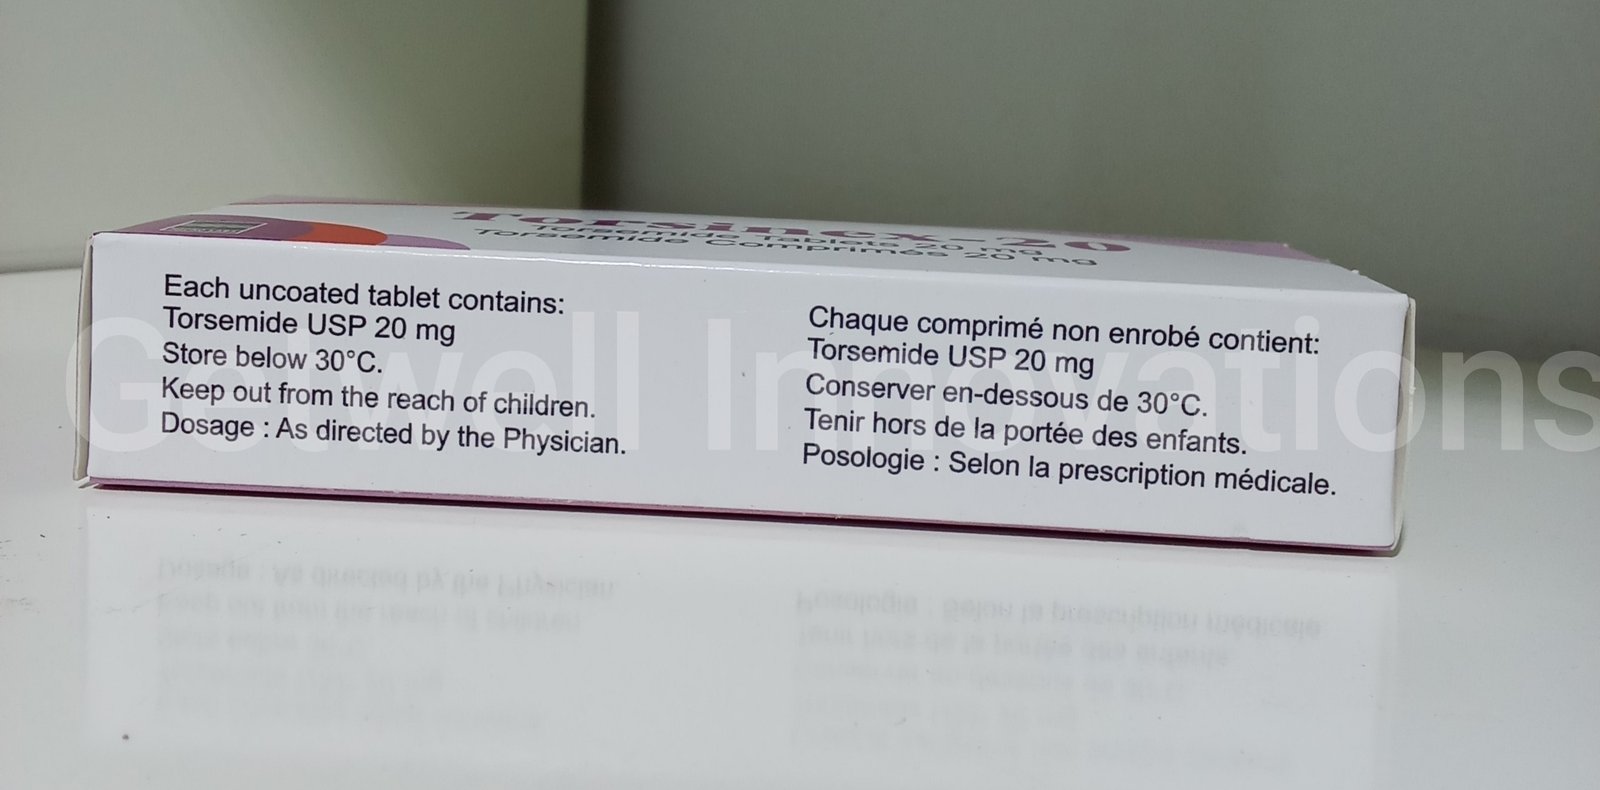 Torsinex-20
Torsemide Tablets 20 mg
Torsemide Comprimés 20 mg
Each uncoated tablet contains:
Torsemide USP 20 mg
Store below 30°C.
Keep out from the reach of children.
Dosage : As directed by the Physician.
Chaque comprimé non enrobé contient:
Torsemide USP 20 mg
Conserver en-dessous de 30°C.
Tenir hors de la portée des enfants.
Posologie : Selon la prescription médicale.
Getwell Innovations